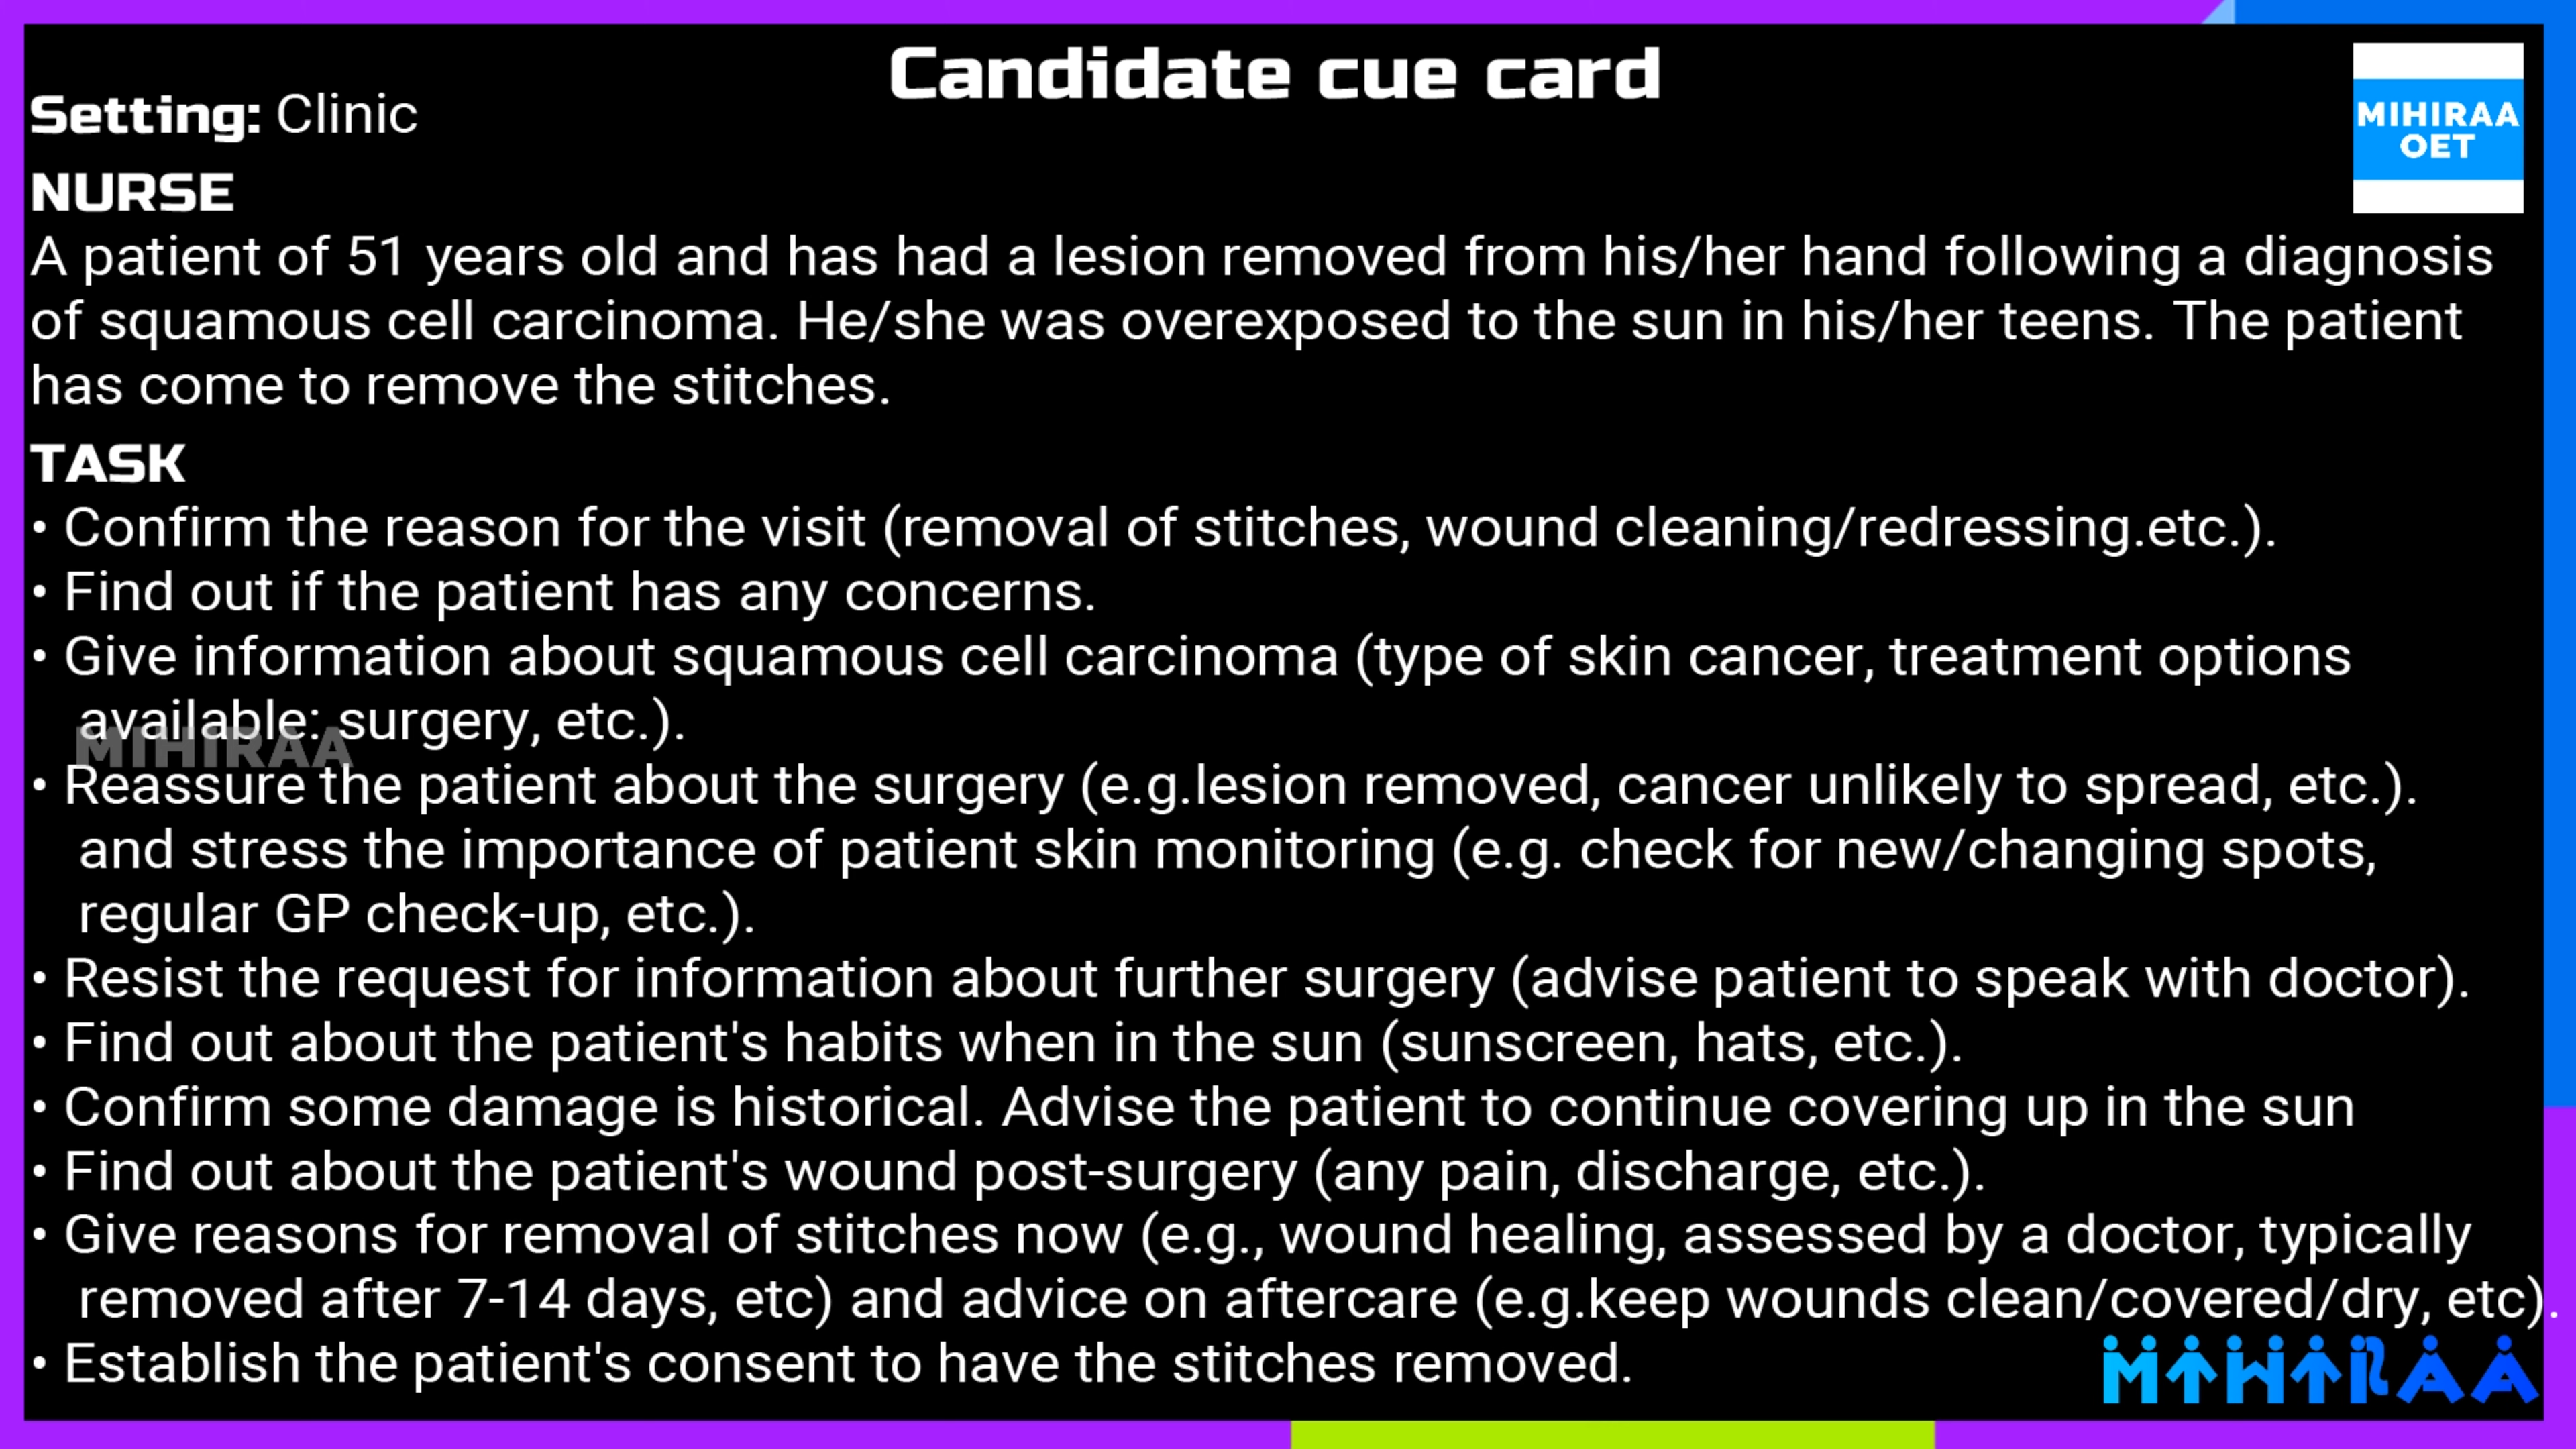 Candidate cue card
Setting: Clinic
MIHIRAA
OET
NURSE
A patient of 51 years old and has had a lesion removed from his/her hand following a diagnosis
of squamous cell carcinoma. He/she was overexposed to the sun in his/her teens. The patient
has come to remove the stitches.
TASK
• Confirm the reason for the visit (removal of stitches, wound cleaning/redressing.etc.).
• Find out if the patient has any concerns.
• Give information about squamous cell carcinoma (type of skin cancer, treatment options
available: surgery, etc.).
MIHIRAA
• Reassure the patient about the surgery (e.g.lesion removed, cancer unlikely to spread, etc.).
and stress the importance of patient skin monitoring (e.g. check for new/changing spots,
regular GP check-up, etc.).
• Resist the request for information about further surgery (advise patient to speak with doctor).
• Find out about the patient's habits when in the sun (sunscreen, hats, etc.).
• Confirm some damage is historical. Advise the patient to continue covering up in the sun
• Find out about the patient's wound post-surgery (any pain, discharge, etc.).
• Give reasons for removal of stitches now (e.g., wound healing, assessed by a doctor, typically
removed after 7-14 days, etc) and advice on aftercare (e.g.keep wounds clean/covered/dry, etc).
• Establish the patient's consent to have the stitches removed.
MIHIRAA